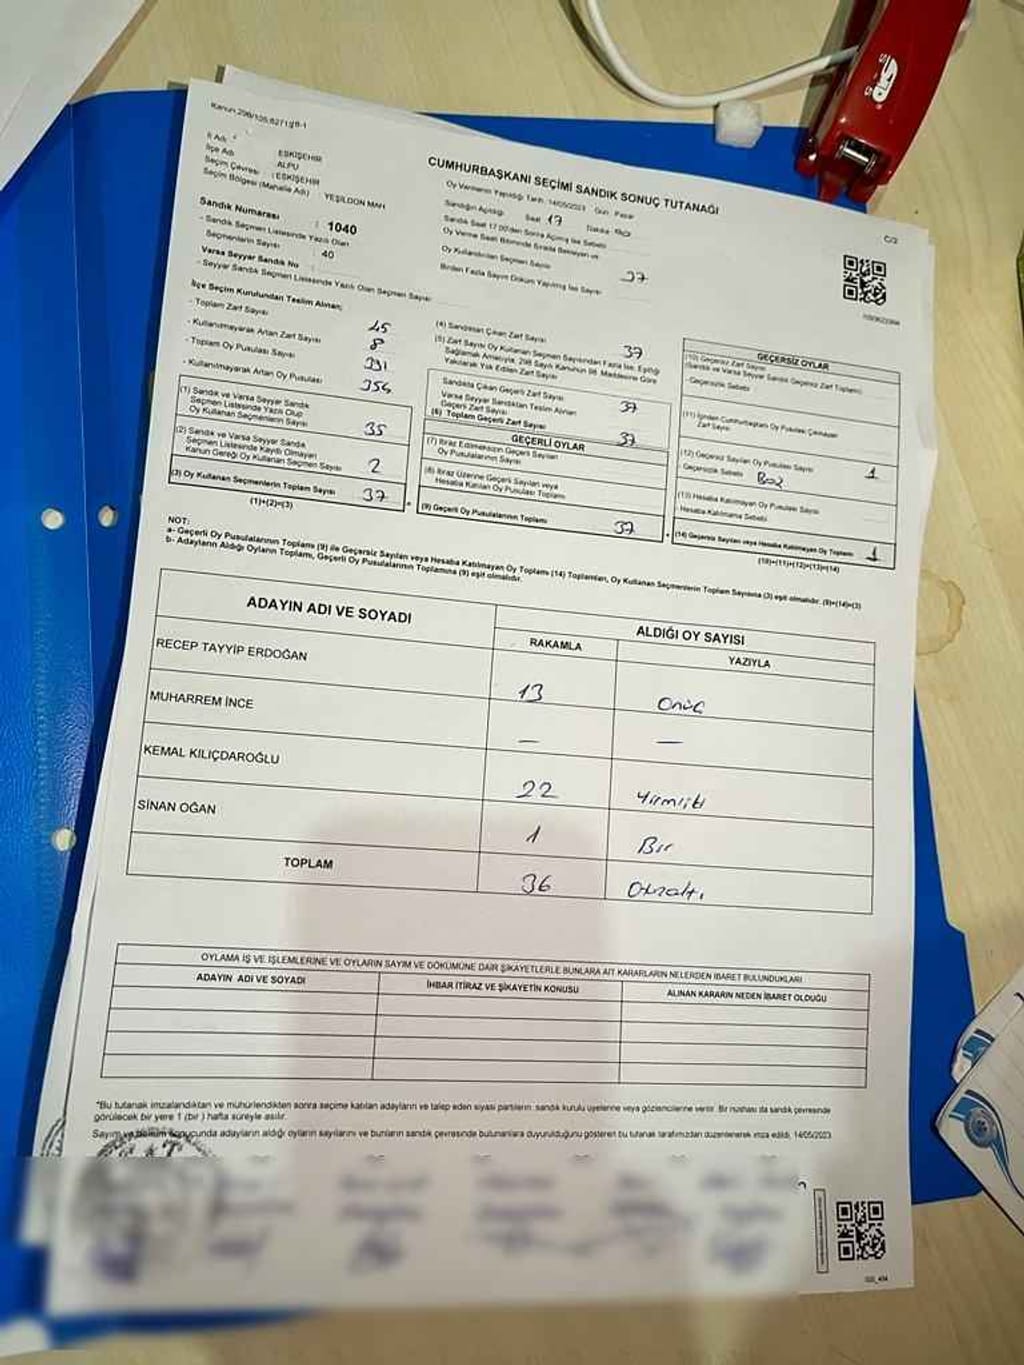 Kanun,298/105,6271/gB-1
İl Adı : ESKİŞEHİR
İlçe Adı : ALPU
Seçim Çevresi : ESKİŞEHİR
Seçim Bölgesi (Mahalle Adı) YEŞİLDON MAH
Sandık Numarası : 1040
- Sandık Seçmen Listesinde Yazılı Olan
Seçmenlerin Sayısı : 40
Varsa Seyyar Sandık No :
- Seyyar Sandık Seçmen Listesinde Yazılı Olan Seçmen Sayısı
CUMHURBAŞKANI SEÇİMİ SANDIK SONUÇ TUTANAĞI
Oy Vermenin Yapıldığı Tarih : 14/05/2023 Gün : Pazar
Sandığın Açıldığı Saat 17 Dakika
Sandık Saat 17.00'den Sonra Açılmış İse Sebebi
Oy Verme Saati Bitiminde Sırada Bekleyen ve
Oy Kullandırılan Seçmen Sayısı 37
Birden Fazla Sayım Döküm Yapılmış İse Sayısı
C/2
İlçe Seçim Kurulundan Teslim Alınan;
- Toplam Zarf Sayısı 45
- Kullanılmayarak Artan Zarf Sayısı 8
- Toplam Oy Pusulası Sayısı 391
- Kullanılmayarak Artan Oy Pusulası 354
(1) Sandık ve Varsa Seyyar Sandık
Seçmen Listesinde Yazılı Olup
Oy Kullanan Seçmenlerin Sayısı 35
(2) Sandık ve Varsa Seyyar Sandık
Seçmen Listesinde Kayıtlı Olmayan
Kanun Gereği Oy Kullanan Seçmen Sayısı 2
(3) Oy Kullanan Seçmenlerin Toplam Sayısı 37
(1)+(2)=(3)
(4) Sandıktan Çıkan Zarf Sayısı 37
(5) Zarf Sayısı Oy Kullanan Seçmen Sayısından Fazla İse, Eşitliği
Sağlamak Amacıyla, 298 Sayılı Kanunun 98. Maddesine Göre
Yakılarak Yok Edilen Zarf Sayısı
Sandıkta Çıkan Geçerli Zarf Sayısı 37
Varsa Seyyar Sandıktan Teslim Alınan
Geçerli Zarf Sayısı
(6) Toplam Geçerli Zarf Sayısı 37
GEÇERLİ OYLAR
(7) İtiraz Edilmeksizin Geçerli Sayılan
Oy Pusulalarının Sayısı
(8) İtiraz Üzerine Geçerli Sayılan veya
Hesaba Katılan Oy Pusulası Toplamı
(9) Geçerli Oy Pusulalarının Toplamı 37
GEÇERSİZ OYLAR
(10) Geçersiz Zarf Sayısı
(Sandık ve Varsa Seyyar Sandık Geçersiz Zarf Toplamı)
- Geçersizlik Sebebi
(11) İçinden Cumhurbaşkanı Oy Pusulası Çıkmayan
Zarf Sayısı
(12) Geçersiz Sayılan Oy Pusulası Sayısı 1
- Geçersizlik Sebebi
(13) Hesaba Katılmayan Oy Pusulası Sayısı
- Hesaba Katılmama Sebebi
(14) Geçersiz Sayılan veya Hesaba Katılmayan Oy Toplamı 1
(10)+(11)+(12)+(13)=(14)
NOT:
a- Geçerli Oy Pusulalarının Toplamı (9) ile Geçersiz Sayılan veya Hesaba Katılmayan Oy Toplamı (14) Toplamları, Oy Kullanan Seçmenlerin Toplam Sayısına (3) eşit olmalıdır. (9)+(14)=(3)
b- Adayların Aldığı Oyların Toplamı, Geçerli Oy Pusulalarının Toplamına (9) eşit olmalıdır.
ADAYIN ADI VE SOYADI ALDIĞI OY SAYISI
RAKAMLA YAZIYLA
RECEP TAYYİP ERDOĞAN 13 Onüç
MUHARREM İNCE — —
KEMAL KILIÇDAROĞLU 22 Yirmiiki
SİNAN OĞAN 1 Bir
TOPLAM 36 Otuzaltı
OYLAMA İŞ VE İŞLEMLERİNE VE OYLARIN SAYIM VE DÖKÜMÜNE DAİR ŞİKAYETLERLE BUNLARA AİT KARARLARIN NELERDEN İBARET BULUNDUKLARI
ADAYIN ADI VE SOYADI İHBAR İTİRAZ VE ŞİKAYETİN KONUSU ALINAN KARARIN NEDEN İBARET OLDUĞU
*Bu tutanak imzalandıktan ve mühürlendikten sonra seçime katılan adayların ve talep eden siyasi partilerin sandık kurulu üyelerine veya gözlemcilerine verilir. Bir nüshası da sandık çevresinde
görülecek bir yere 1 (bir ) hafta süreyle asılır.
Sayım ve döküm sonucunda adayların aldığı oyların sayılarını ve bunların sandık çevresinde bulunanlara duyurulduğunu gösteren bu tutanak tarafımızdan düzenlenerek imza edildi. 14/05/2023